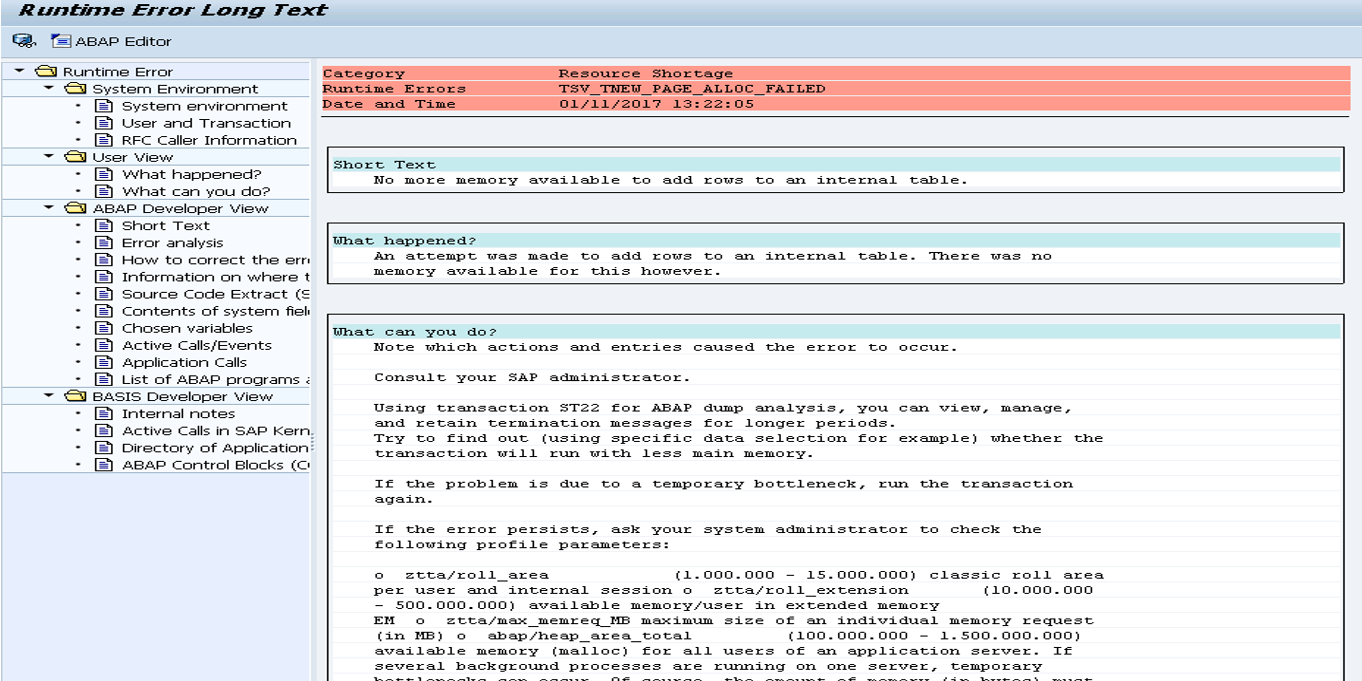 Runtime Error Long Text
ABAP Editor
Runtime Error
System Environment
System environment
User and Transaction
RFC Caller Information
User View
What happened?
What can you do?
ABAP Developer View
Short Text
Error analysis
How to correct the err
Information on where t
Source Code Extract (S
Contents of system fiel
Chosen variables
Active Calls/Events
Application Calls
List of ABAP programs a
BASIS Developer View
Internal notes
Active Calls in SAP Kern
Directory of Application
ABAP Control Blocks (C
Category Resource Shortage
Runtime Errors TSV_TNEW_PAGE_ALLOC_FAILED
Date and Time 01/11/2017 13:22:05
Short Text
No more memory available to add rows to an internal table.
What happened?
An attempt was made to add rows to an internal table. There was no
memory available for this however.
What can you do?
Note which actions and entries caused the error to occur.
Consult your SAP administrator.
Using transaction ST22 for ABAP dump analysis, you can view, manage,
and retain termination messages for longer periods.
Try to find out (using specific data selection for example) whether the
transaction will run with less main memory.
If the problem is due to a temporary bottleneck, run the transaction
again.
If the error persists, ask your system administrator to check the
following profile parameters:
o ztta/roll_area (1.000.000 - 15.000.000) classic roll area
per user and internal session o ztta/roll_extension (10.000.000
- 500.000.000) available memory/user in extended memory
EM o ztta/max_memreq_MB maximum size of an individual memory request
(in MB) o abap/heap_area_total (100.000.000 - 1.500.000.000)
available memory (malloc) for all users of an application server. If
several background processes are running on one server, temporary
bottlenecks can occur. Of course, the amount of memory (in bytes) must